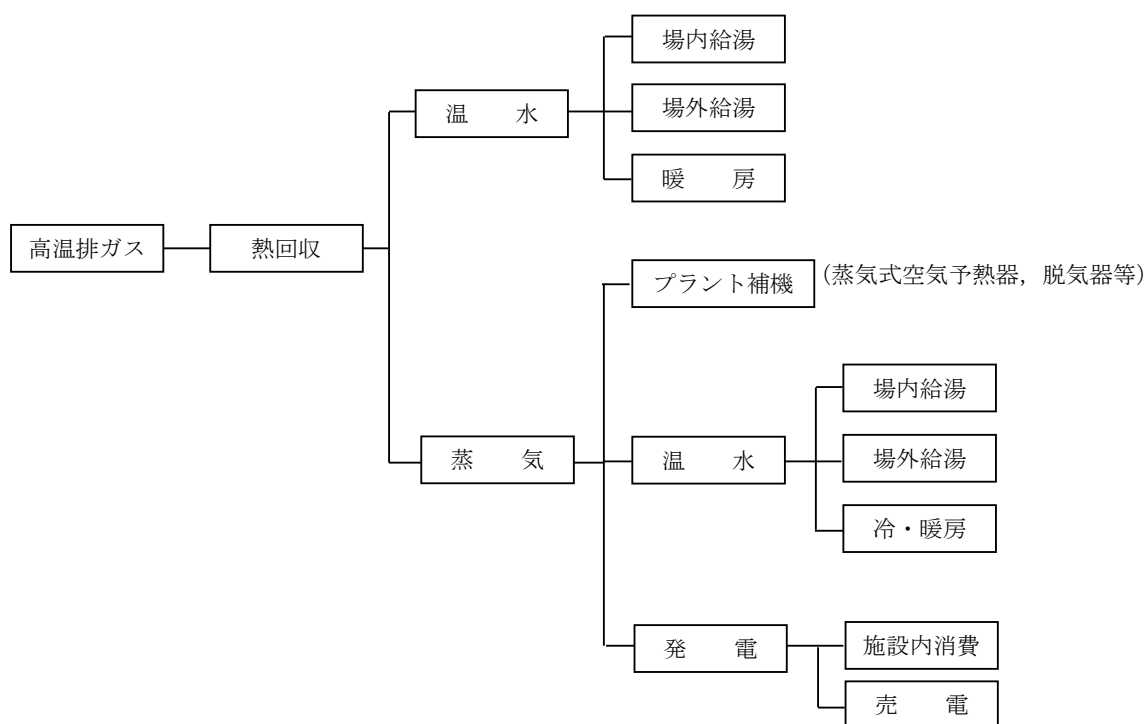 場内給湯
場外給湯
温　　水
暖　　房
高温排ガス
熱回収
プラント補機
（蒸気式空気予熱器，脱気器等）
場内給湯
蒸　　気
温　　水
場外給湯
冷・暖房
発　　電
施設内消費
売　　電